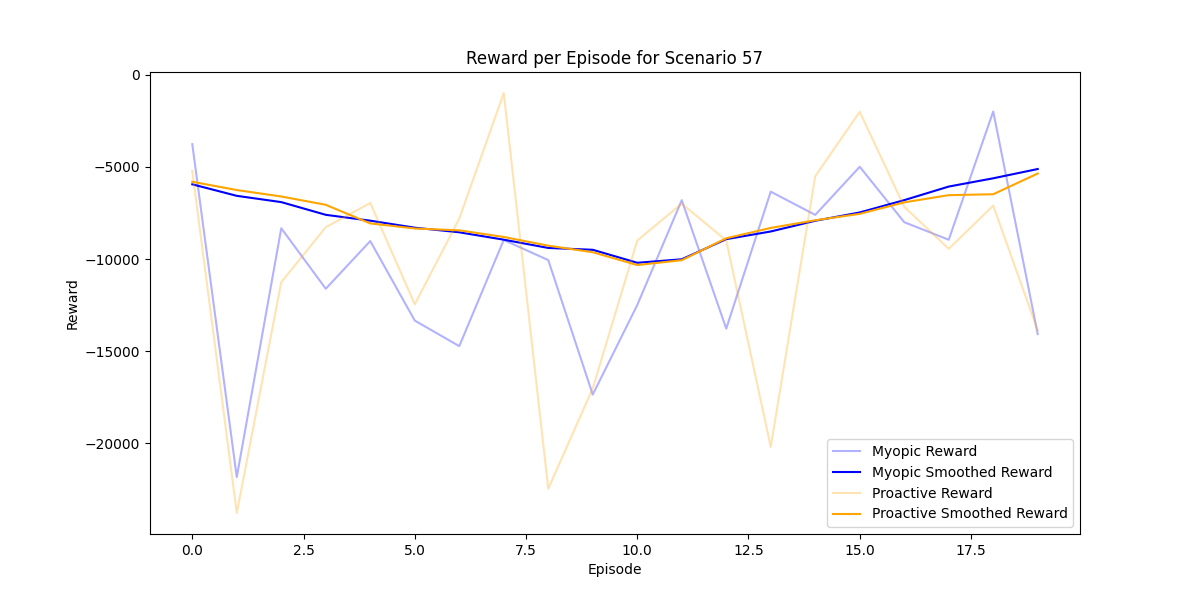 Reward per Episode for Scenario 57
0
−5000
−10000
−15000
−20000
Reward
0.0 2.5 5.0 7.5 10.0 12.5 15.0 17.5
Episode
Myopic Reward
Myopic Smoothed Reward
Proactive Reward
Proactive Smoothed Reward